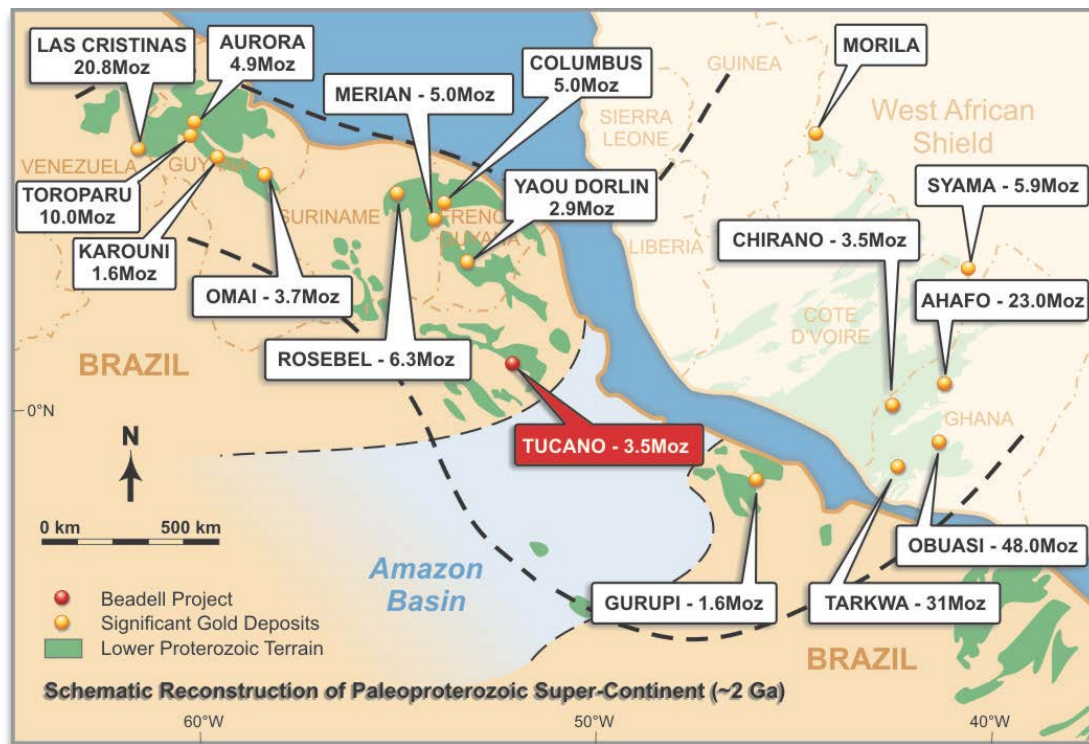 LAS CRISTINAS
20.8Moz
AURORA
4.9Moz
MERIAN - 5.0Moz
COLUMBUS
5.0Moz
GUINEA
MORILA
SIERRA
LEONE
West African
Shield
VENEZUELA
GUYANA
TOROPARU
10.0Moz
SURINAME
FRENCH
GUYANA
YAOU DORLIN
2.9Moz
LIBERIA
CHIRANO - 3.5Moz
SYAMA - 5.9Moz
KAROUNI
1.6Moz
OMAI - 3.7Moz
AHAFO - 23.0Moz
COTE
D'VOIRE
BRAZIL
ROSEBEL - 6.3Moz
0°N
GHANA
N
TUCANO - 3.5Moz
0 km
500 km
OBUASI - 48.0Moz
Amazon
Basin
GURUPI - 1.6Moz
TARKWA - 31Moz
Beadell Project
Significant Gold Deposits
Lower Proterozoic Terrain
BRAZIL
Schematic Reconstruction of Paleoproterozoic Super-Continent (~2 Ga)
60°W
50°W
40°W